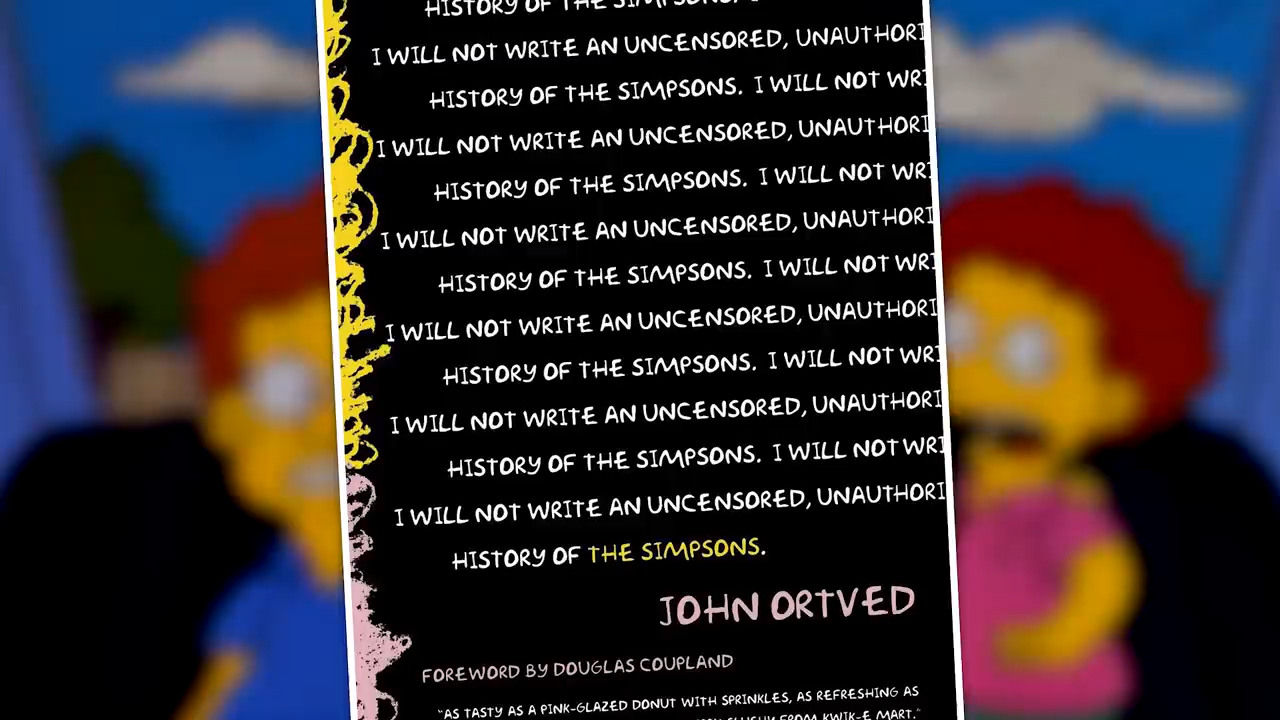 HISTORY OF THE SIMPSONS.
I WILL NOT WRITE AN UNCENSORED, UNAUTHORI
HISTORY OF THE SIMPSONS. I WILL NOT WRI
I WILL NOT WRITE AN UNCENSORED, UNAUTHORI
HISTORY OF THE SIMPSONS. I WILL NOT WRI
I WILL NOT WRITE AN UNCENSORED, UNAUTHORI
HISTORY OF THE SIMPSONS. I WILL NOT WRI
I WILL NOT WRITE AN UNCENSORED, UNAUTHORI
HISTORY OF THE SIMPSONS. I WILL NOT WRI
I WILL NOT WRITE AN UNCENSORED, UNAUTHORI
HISTORY OF THE SIMPSONS. I WILL NOT WRI
I WILL NOT WRITE AN UNCENSORED, UNAUTHORI
HISTORY OF THE SIMPSONS.
JOHN ORTVED
FOREWORD BY DOUGLAS COUPLAND
"AS TASTY AS A PINK-GLAZED DONUT WITH SPRINKLES, AS REFRESHING AS
FROM KWIK-E MART."